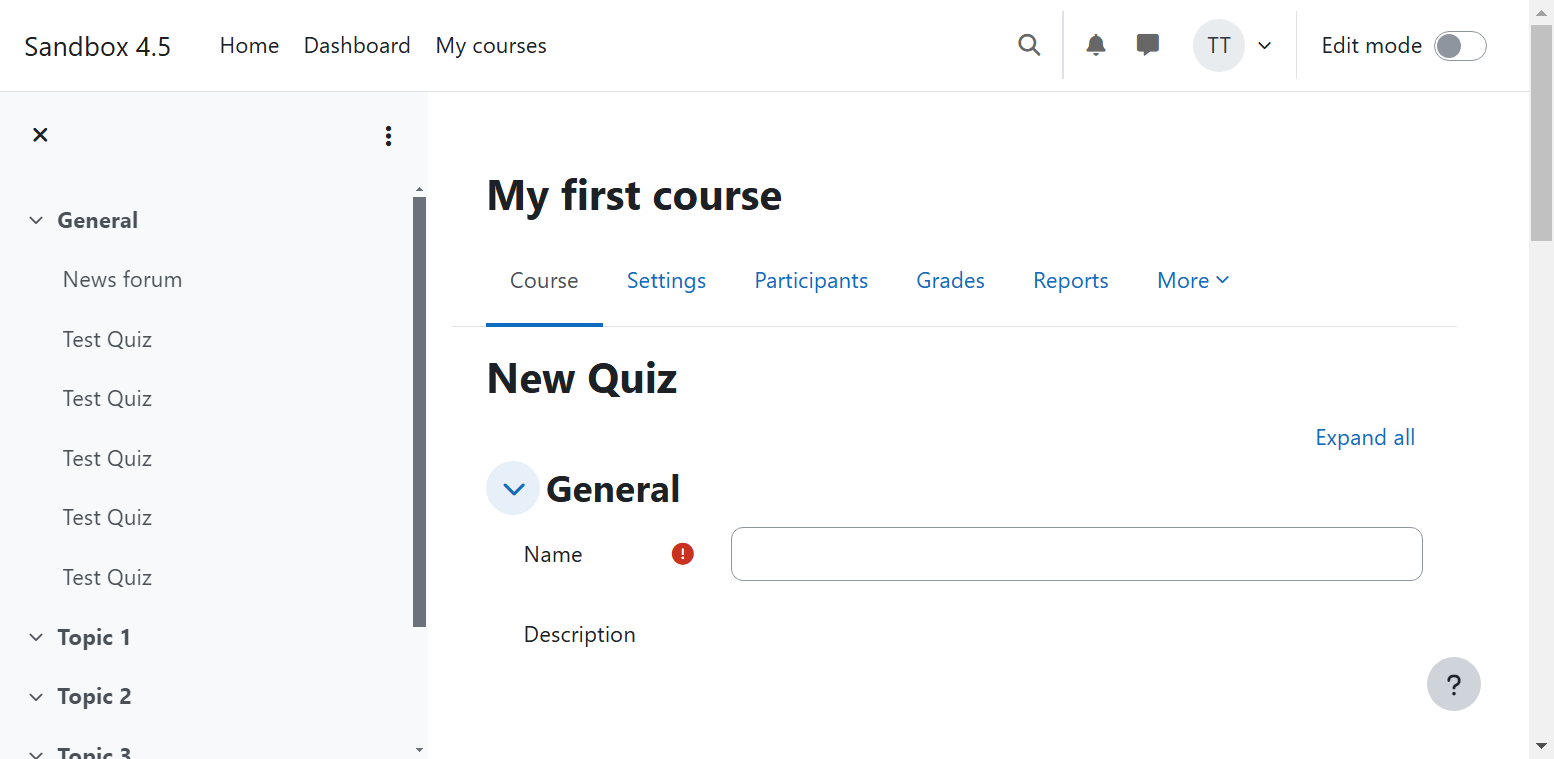 Sandbox 4.5 Home Dashboard My courses TT Edit mode
General
News forum
Test Quiz
Test Quiz
Test Quiz
Test Quiz
Test Quiz
Topic 1
Topic 2
Topic 3
My first course
Course Settings Participants Grades Reports More
New Quiz
Expand all
General
Name
Description
?